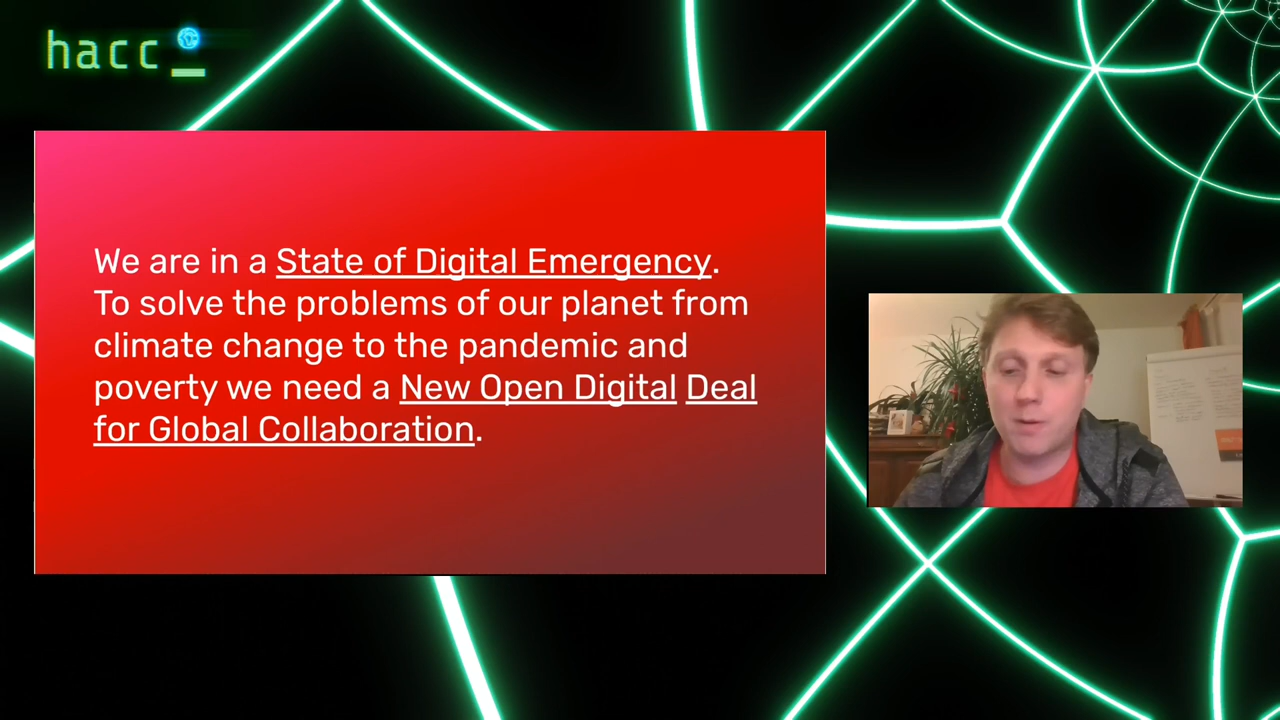 hacc
We are in a State of Digital Emergency.
To solve the problems of our planet from
climate change to the pandemic and
poverty we need a New Open Digital Deal
for Global Collaboration.